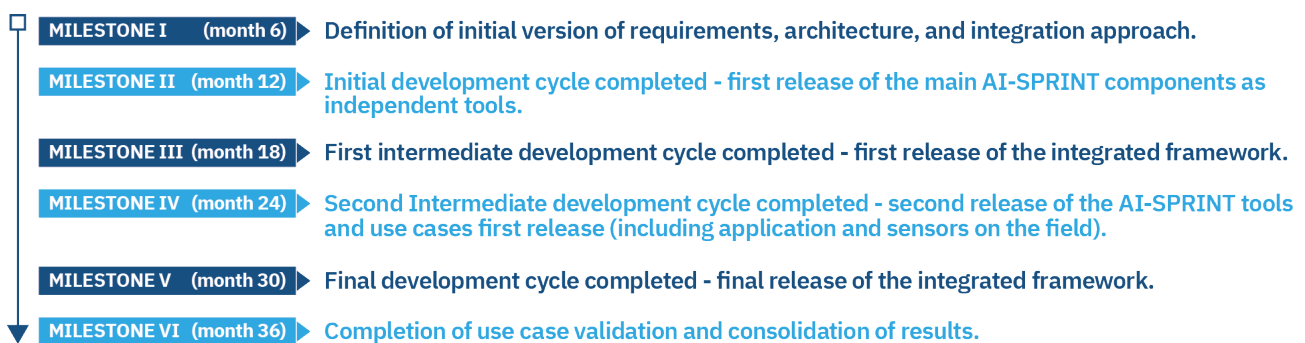 MILESTONE I (month 6) Definition of initial version of requirements, architecture, and integration approach.
MILESTONE II (month 12) Initial development cycle completed - first release of the main AI-SPRINT components as
independent tools.
MILESTONE III (month 18) First intermediate development cycle completed - first release of the integrated framework.
MILESTONE IV (month 24) Second Intermediate development cycle completed - second release of the AI-SPRINT tools
and use cases first release (including application and sensors on the field).
MILESTONE V (month 30) Final development cycle completed - final release of the integrated framework.
MILESTONE VI (month 36) Completion of use case validation and consolidation of results.